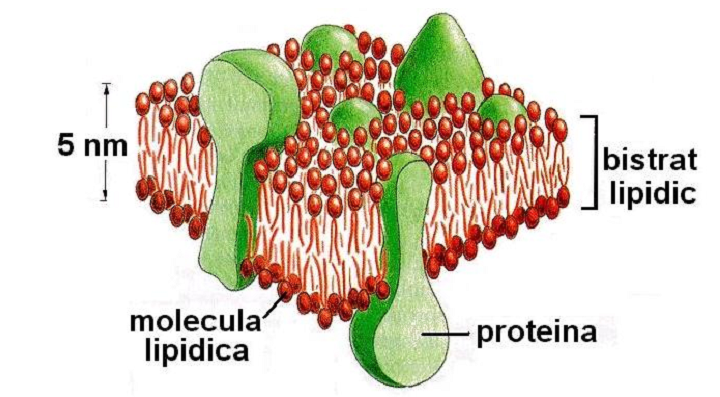 5 nm
bistrat
lipidic
molecula
lipidica
proteina